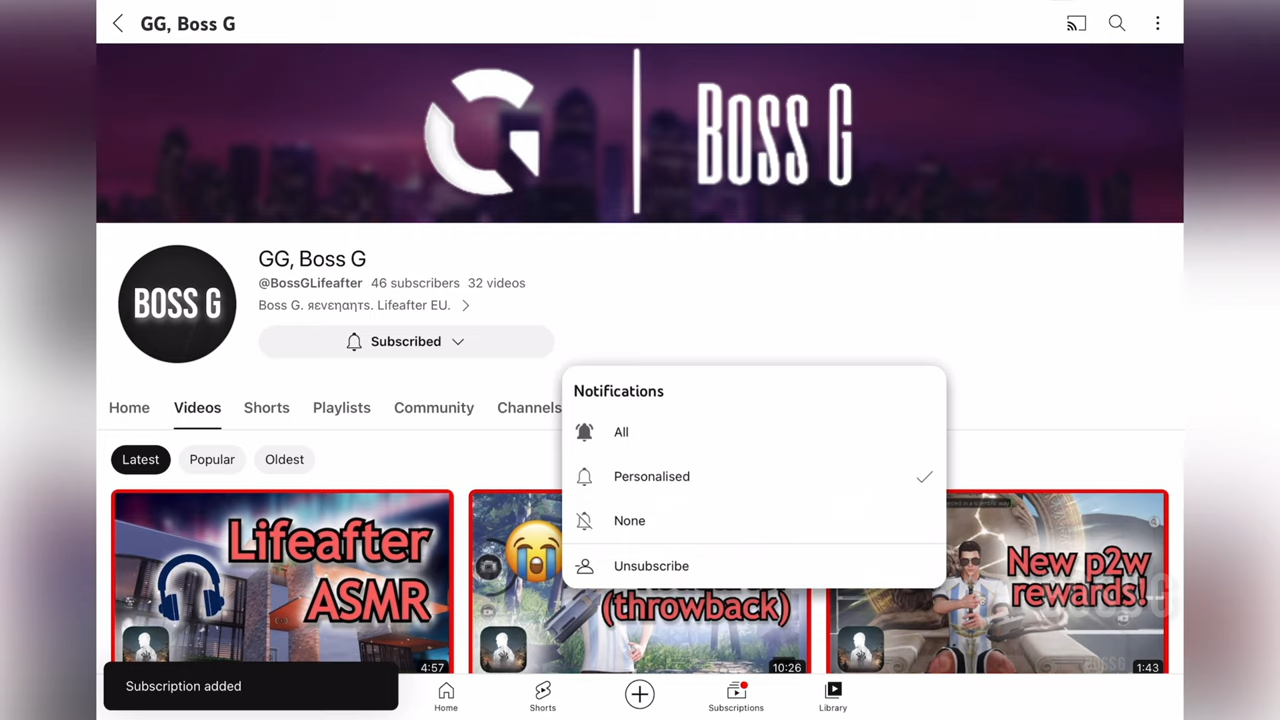 GG, Boss G
Boss G
BOSS G
GG, Boss G
@BossGLifeafter 46 subscribers 32 videos
Boss G. яεvεηαηтs. Lifeafter EU.
Subscribed
Home Videos Shorts Playlists Community Channels
Latest Popular Oldest
Notifications
All
Personalised
None
Unsubscribe
Lifeafter
ASMR
4:57
(throwback)
10:26
New p2w
rewards!
BOSS G
1:43
Subscription added
Home Shorts Subscriptions Library